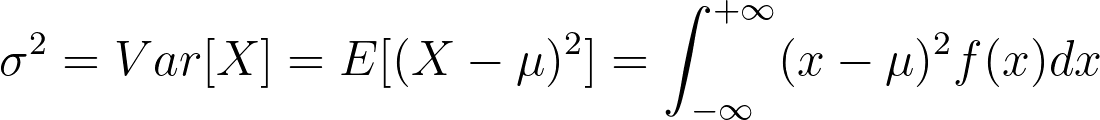 σ² = Var[X] = E[(X − μ)²] = ∫_{−∞}^{+∞} (x − μ)² f(x)dx